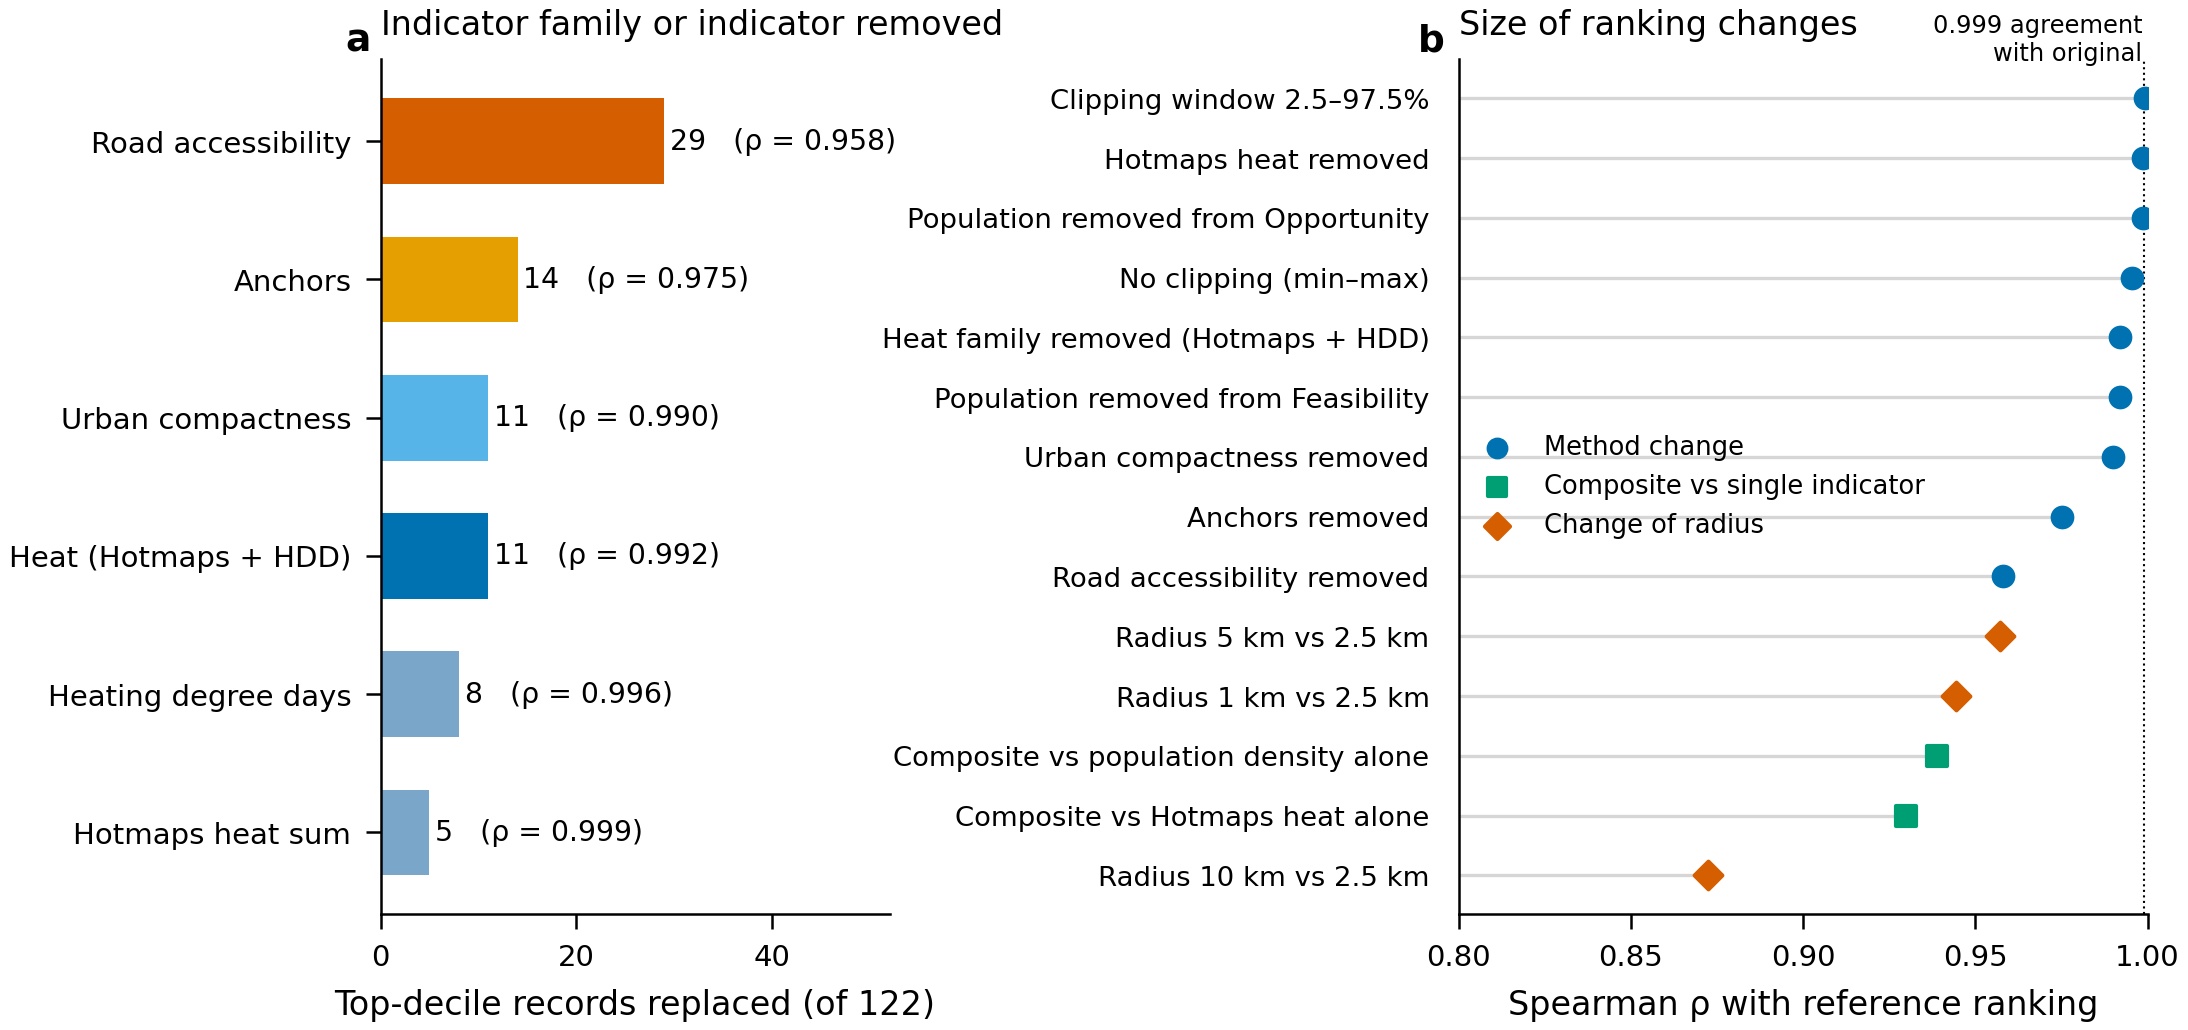 a
Indicator family or indicator removed
Road accessibility
29 (ρ = 0.958)
Anchors
14 (ρ = 0.975)
Urban compactness
11 (ρ = 0.990)
Heat (Hotmaps + HDD)
11 (ρ = 0.992)
Heating degree days
8 (ρ = 0.996)
Hotmaps heat sum
5 (ρ = 0.999)
0 20 40
Top-decile records replaced (of 122)
b
Size of ranking changes
0.999 agreement
with original
Clipping window 2.5–97.5%
Hotmaps heat removed
Population removed from Opportunity
No clipping (min–max)
Heat family removed (Hotmaps + HDD)
Population removed from Feasibility
Urban compactness removed
Anchors removed
Road accessibility removed
Radius 5 km vs 2.5 km
Radius 1 km vs 2.5 km
Composite vs population density alone
Composite vs Hotmaps heat alone
Radius 10 km vs 2.5 km
Method change
Composite vs single indicator
Change of radius
0.80 0.85 0.90 0.95 1.00
Spearman ρ with reference ranking